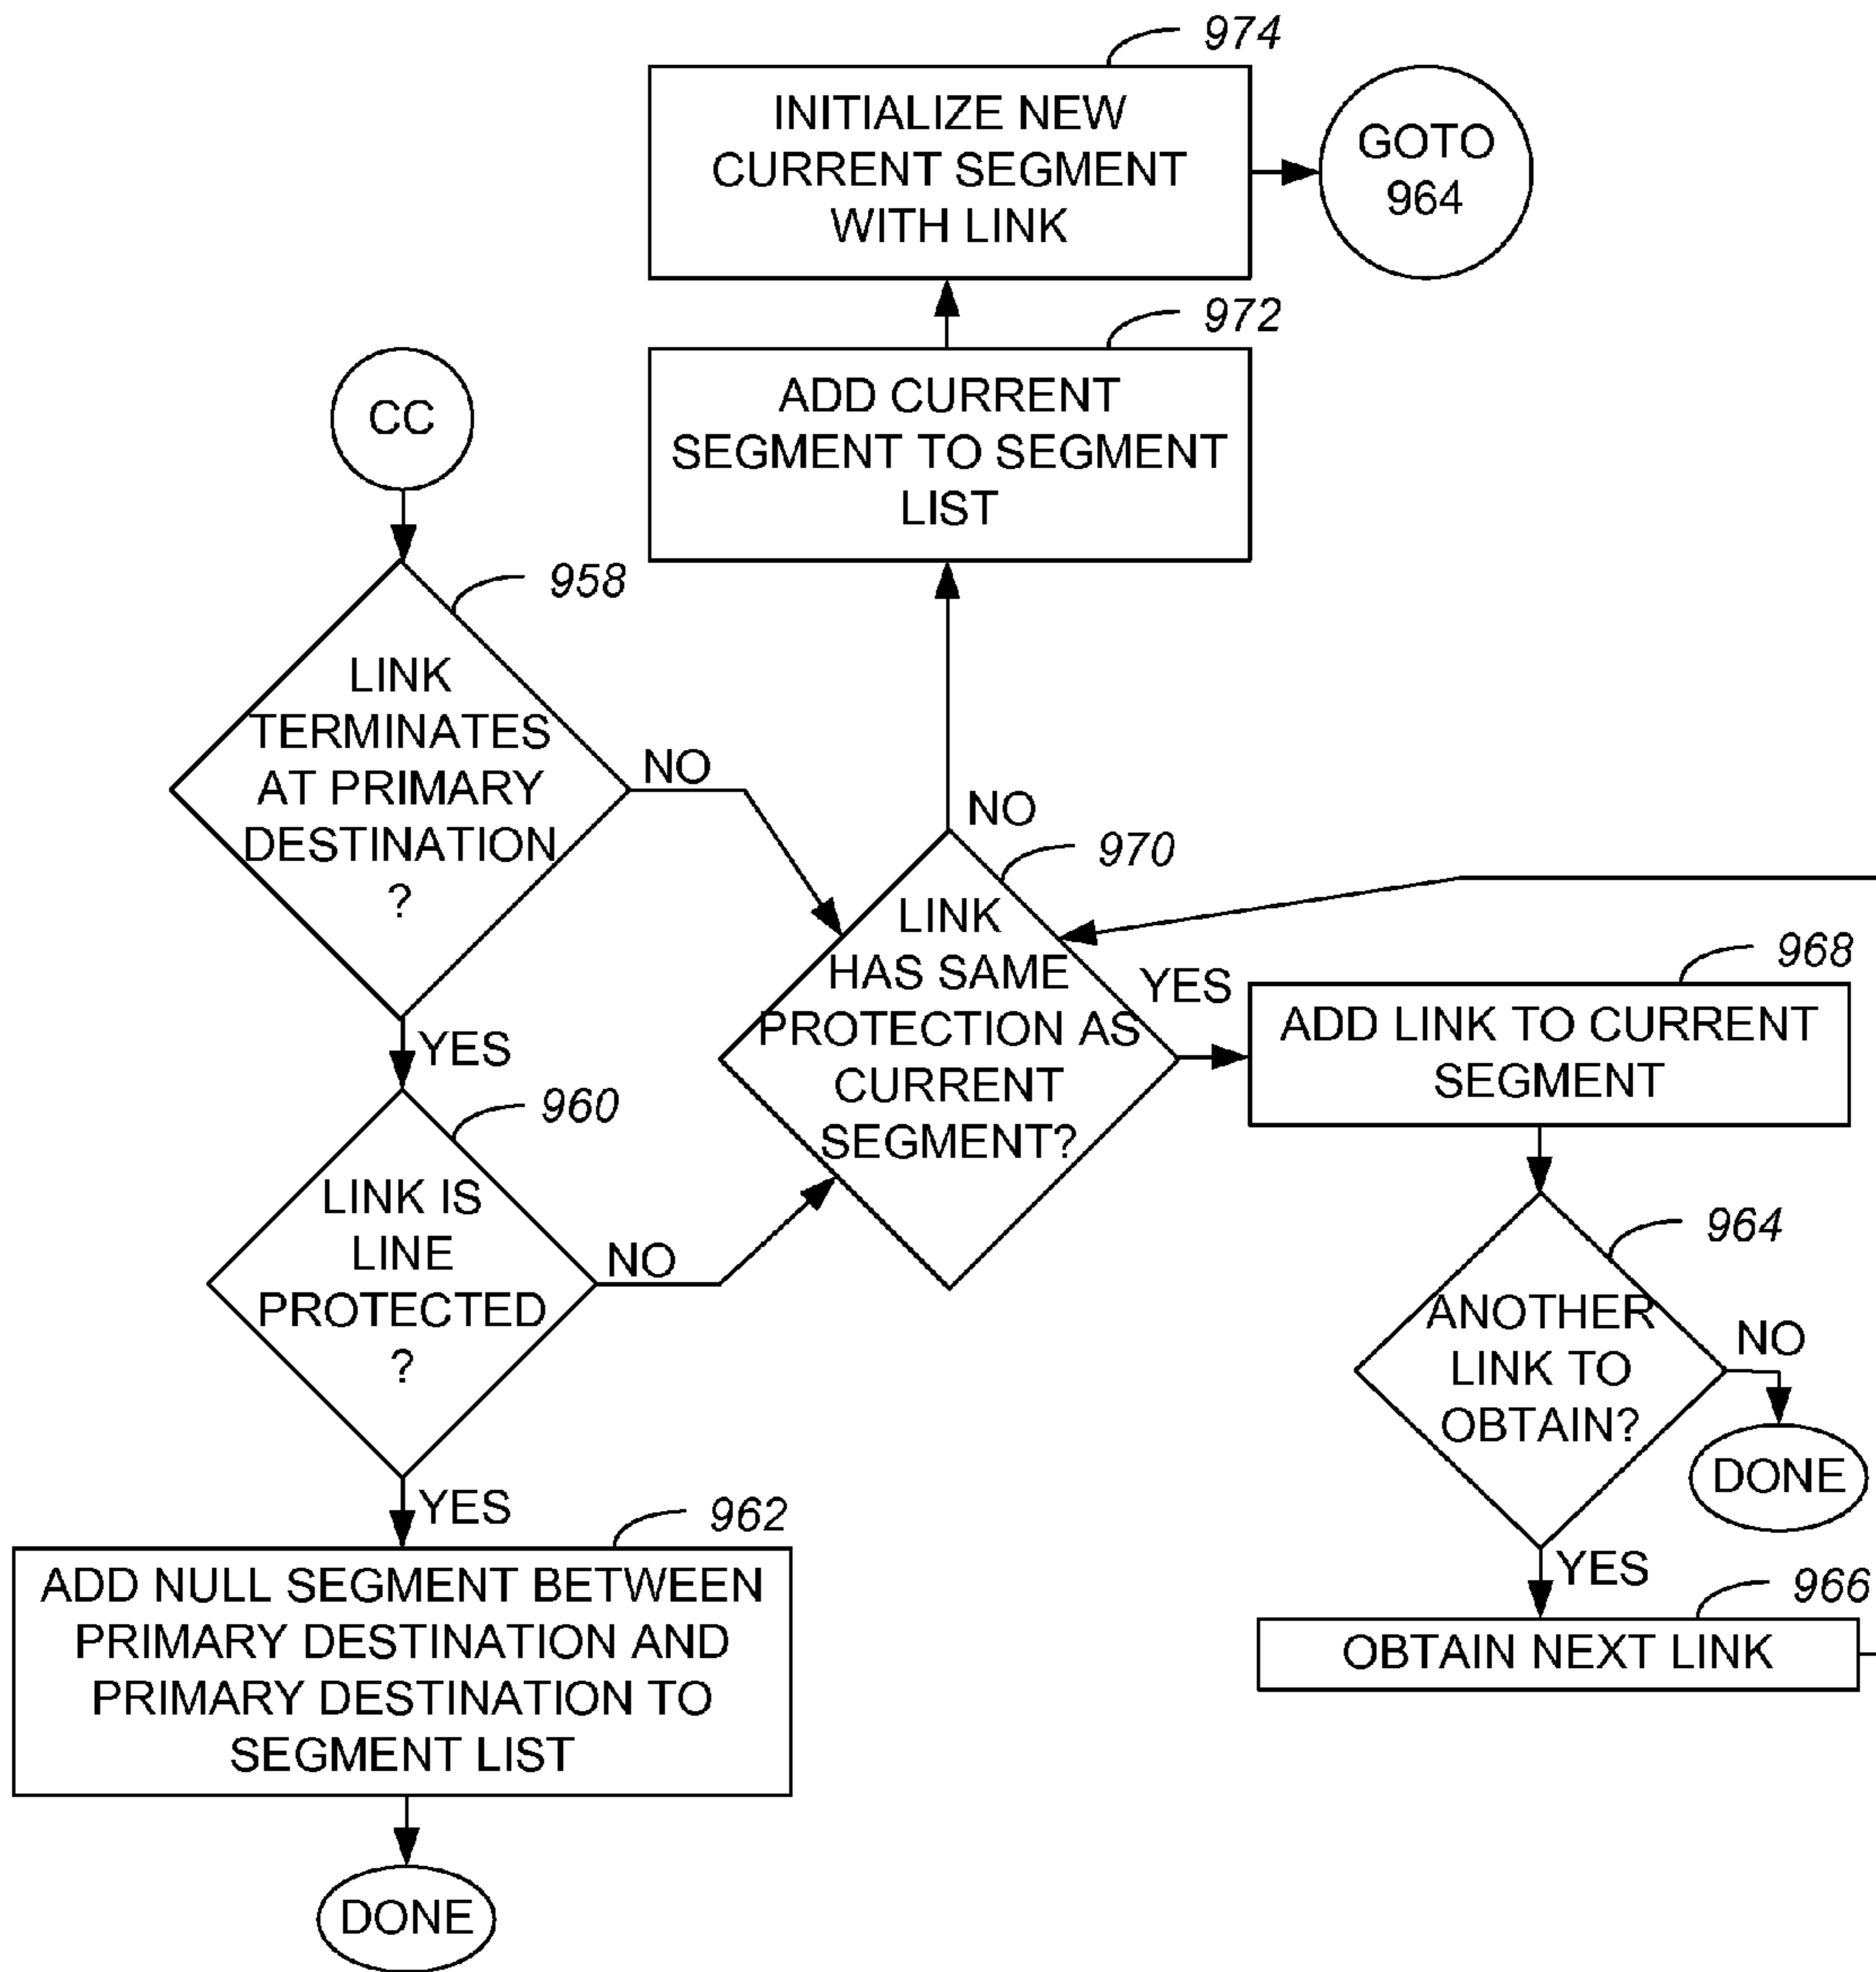 974
INITIALIZE NEW
CURRENT SEGMENT
WITH LINK
GOTO
964
972
ADD CURRENT
SEGMENT TO SEGMENT
LIST
CC
958
LINK
TERMINATES
AT PRIMARY
DESTINATION
?
NO
YES
NO
970
LINK
HAS SAME
PROTECTION AS
CURRENT
SEGMENT?
YES
968
ADD LINK TO CURRENT
SEGMENT
960
LINK IS
LINE
PROTECTED
?
NO
YES
964
ANOTHER
LINK TO
OBTAIN?
NO
DONE
YES
966
OBTAIN NEXT LINK
962
ADD NULL SEGMENT BETWEEN
PRIMARY DESTINATION AND
PRIMARY DESTINATION TO
SEGMENT LIST
DONE